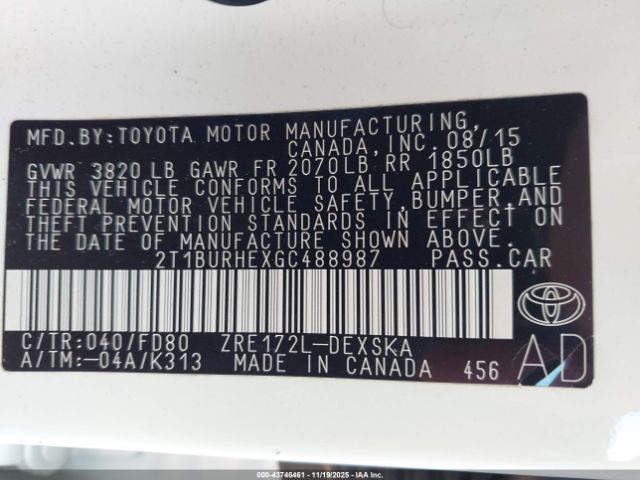 MFD.BY:TOYOTA MOTOR MANUFACTURING,
CANADA,INC. 08/15
GVWR 3820 LB GAWR FR 2070LB RR 1850LB
THIS VEHICLE CONFORMS TO ALL APPLICABLE
FEDERAL MOTOR VEHICLE SAFETY,BUMPER,AND
THEFT PREVENTION STANDARDS IN EFFECT ON
THE DATE OF MANUFACTURE SHOWN ABOVE.
2T1BURHEXGC488987 PASS.CAR
C/TR:040/FD80 ZRE172L-DEXSKA
A/TM:-04A/K313 MADE IN CANADA 456
AD
000-43746461 - 11/19/2025 - Copyright © IAA, LLC